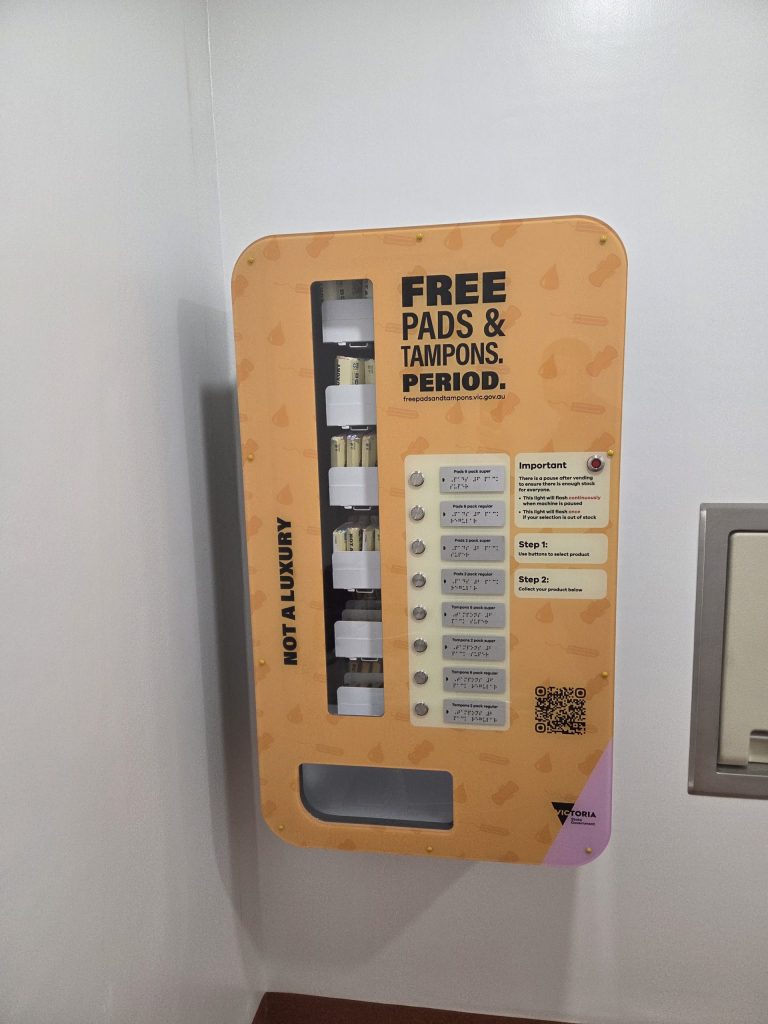 FREE
PADS &
TAMPONS.
PERIOD.
freepadsandtampons.vic.gov.au
NOT A LUXURY
Pads 6 pack super
Pads 6 pack regular
Pads 2 pack super
Pads 2 pack regular
Tampons 6 pack super
Tampons 2 pack super
Tampons 6 pack regular
Tampons 2 pack regular
Important
There is a pause after vending
to ensure there is enough stock
for everyone.
• This light will flash continuously
when machine is paused
• This light will flash once
if your selection is out of stock
Step 1:
Use buttons to select product
Step 2:
Collect your product below
VICTORIA
State
Government